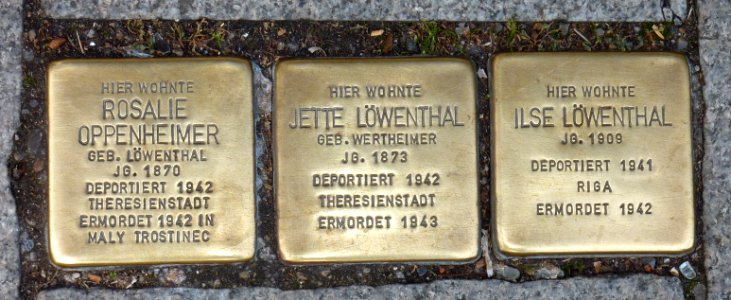 HIER WOHNTE
ROSALIE
OPPENHEIMER
GEB. LÖWENTHAL
JG. 1870
DEPORTIERT 1942
THERESIENSTADT
ERMORDET 1942 IN
MALY TROSTINEC
HIER WOHNTE
JETTE LÖWENTHAL
GEB. WERTHEIMER
JG. 1873
DEPORTIERT 1942
THERESIENSTADT
ERMORDET 1943
HIER WOHNTE
ILSE LÖWENTHAL
JG. 1909
DEPORTIERT 1941
RIGA
ERMORDET 1942